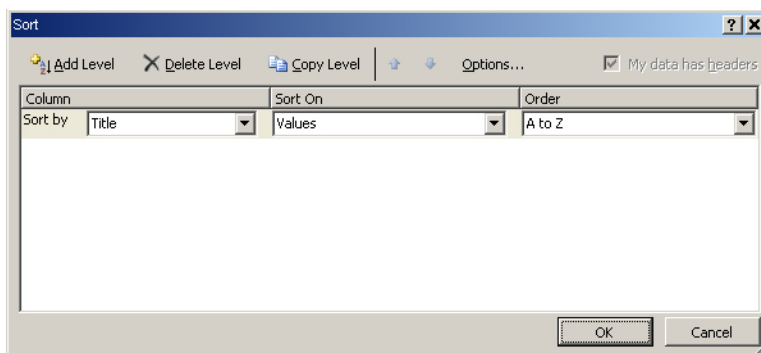 Sort
Add Level Delete Level Copy Level Options... My data has headers
Column Sort On Order
Sort by Title Values A to Z
OK Cancel